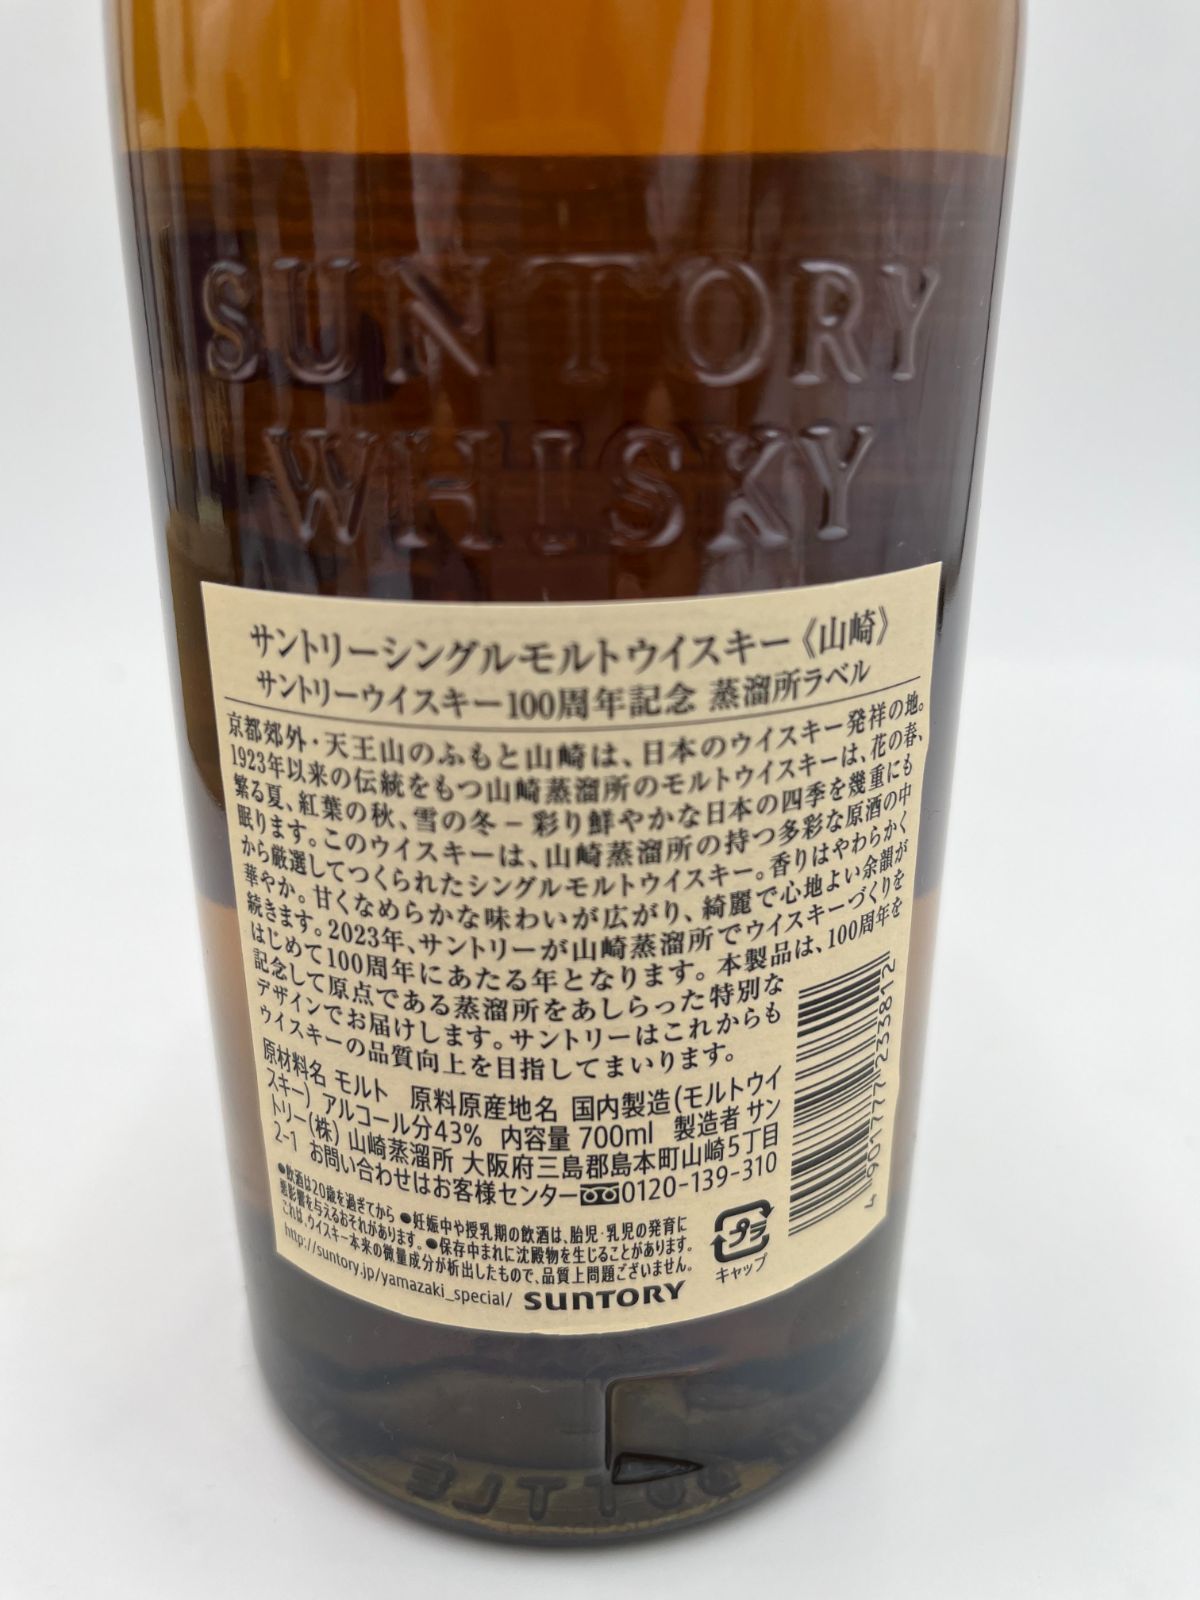 SUNTORY
WHISKY
サントリーシングルモルトウイスキー《山崎》
サントリーウイスキー100周年記念 蒸溜所ラベル
京都郊外・天王山のふもと山崎は、日本のウイスキー発祥の地。
1923年以来の伝統をもつ山崎蒸溜所のモルトウイスキーは、花の春、
繁る夏、紅葉の秋、雪の冬－彩り鮮やかな日本の四季を幾重にも
眠ります。このウイスキーは、山崎蒸溜所の持つ多彩な原酒の中
から厳選してつくられたシングルモルトウイスキー。香りはやわらかく
華やか。甘くなめらかな味わいが広がり、綺麗で心地よい余韻が
続きます。2023年、サントリーが山崎蒸溜所でウイスキーづくりを
はじめて100周年にあたる年となります。本製品は、100周年を
記念して原点である蒸溜所をあしらった特別な
デザインでお届けします。サントリーはこれからも
ウイスキーの品質向上を目指してまいります。
原材料名 モルト 原料原産地名 国内製造(モルトウイ
スキー) アルコール分43% 内容量 700ml 製造者 サン
トリー(株) 山崎蒸溜所 大阪府三島郡島本町山崎5丁目
2-1 お問い合わせはお客様センター 0120-139-310
●飲酒は20歳を過ぎてから ●妊娠中や授乳期の飲酒は、胎児・乳児の発育に
悪影響を与えるおそれがあります。 ●保存中まれに沈殿物を生じることがあります。
これは、ウイスキー本来の微量成分が析出したもので、品質上問題ございません。
http://suntory.jp/yamazaki_special/ SUNTORY
プラ
キャップ
4 901777 233812
BOTTLE